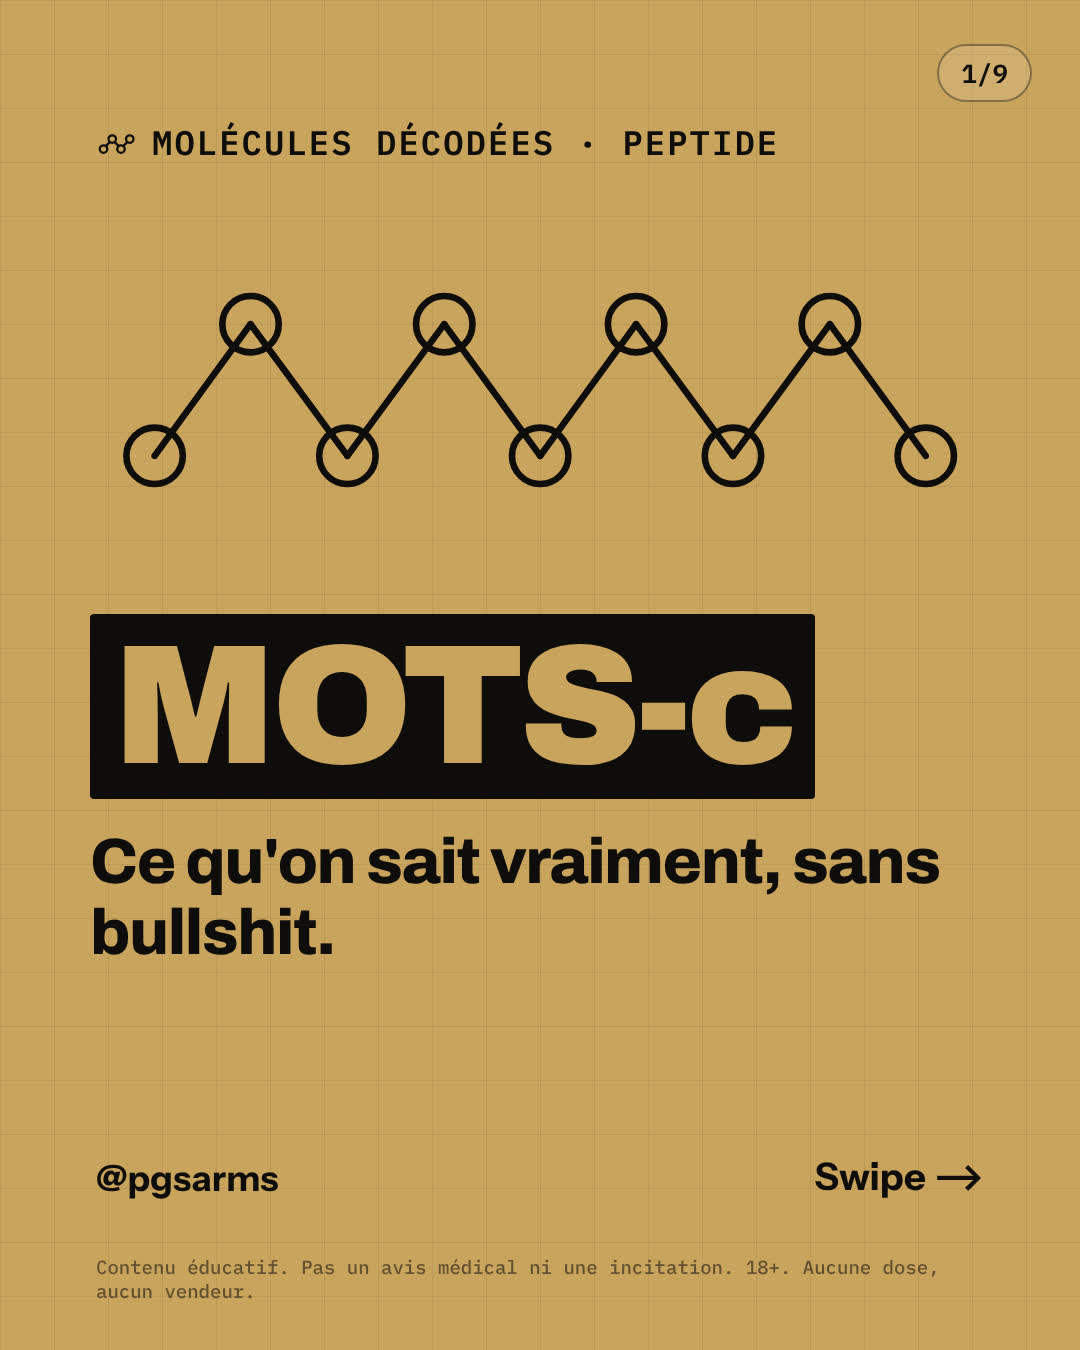 1/9
MOLÉCULES DÉCODÉES · PEPTIDE
MOTS-c
Ce qu'on sait vraiment, sans
bullshit.
@pgsarms
Swipe →
Contenu éducatif. Pas un avis médical ni une incitation. 18+. Aucune dose,
aucun vendeur.